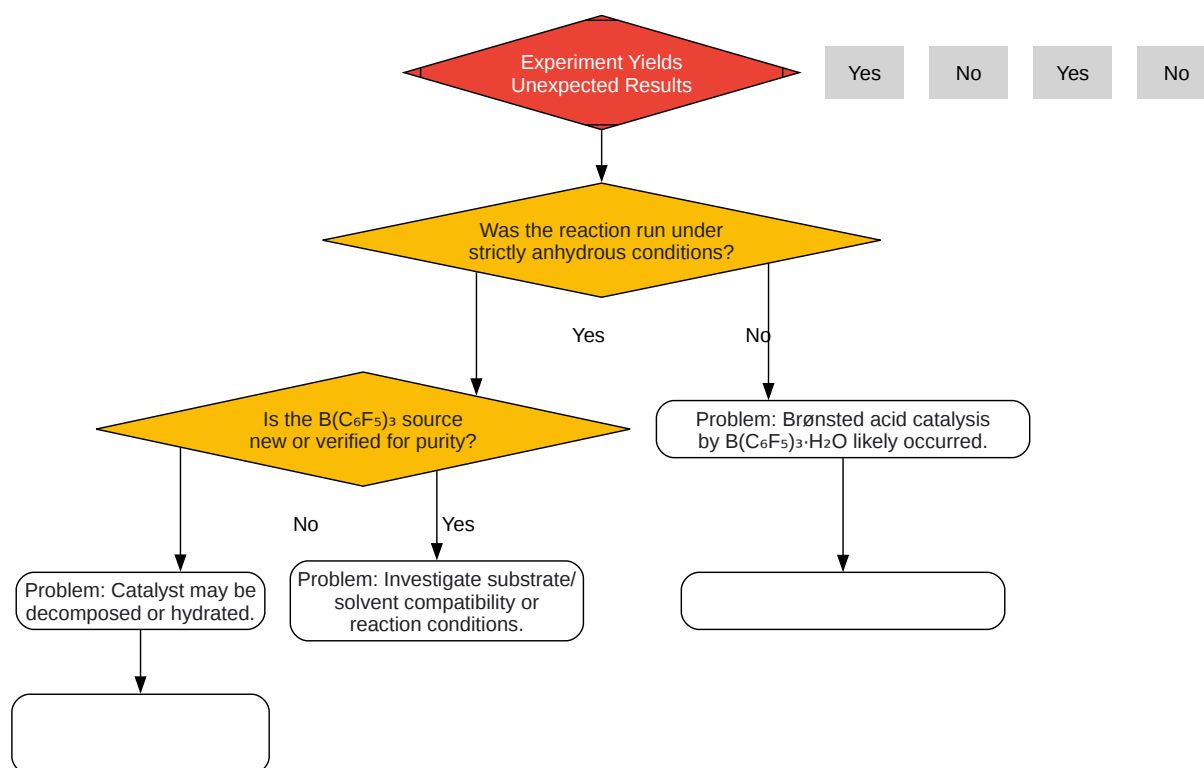 Experiment Yields
Unexpected Results
Yes
No
Yes
No
Was the reaction run under
strictly anhydrous conditions?
Yes
No
Is the B(C₆F₅)₃ source
new or verified for purity?
Problem: Brønsted acid catalysis
by B(C₆F₅)₃·H₂O likely occurred.
No
Yes
Problem: Catalyst may be
decomposed or hydrated.
Problem: Investigate substrate/
solvent compatibility or
reaction conditions.